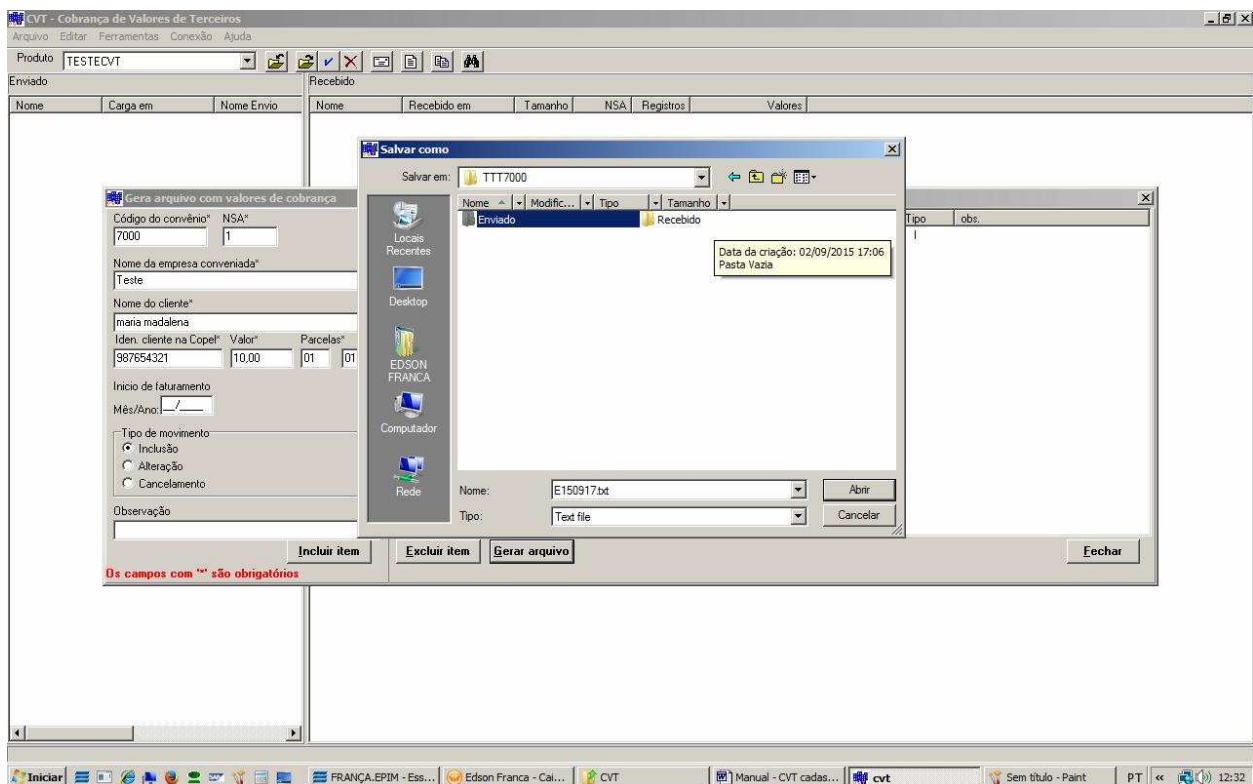 CVT - Cobrança de Valores de Terceiros
Arquivo Editar Ferramentas Conexão Ajuda
Produto TESTECVT
Enviado Recebido
Nome Carga em Nome Envio Nome Recebido em Tamanho NSA Registros Valores
Salvar como
Salvar em: TTT7000
Nome Modific... Tipo Tamanho
Enviado Recebido
Data da criação: 02/09/2015 17:06
Pasta Vazia
Locais Recentes
Desktop
EDSON FRANCA
Computador
Rede
Nome: E150917.txt Abrir
Tipo: Text file Cancelar
Gera arquivo com valores de cobrança
Código do convênio* NSA*
7000 1
Nome da empresa conveniada*
Teste
Nome do cliente*
maria madalena
Iden. cliente na Copel* Valor* Parcelas*
987654321 10,00 01 01
Inicio de faturamento
Mês/Ano: __/____
Tipo de movimento
Inclusão
Alteração
Cancelamento
Observação
Tipo obs.
I
Incluir item Excluir item Gerar arquivo Fechar
Os campos com '*' são obrigatórios
Iniciar FRANÇA.EPIM - Ess... Edson Franca - Cai... CVT Manual - CVT cadas... cvt Sem título - Paint PT « 12:32